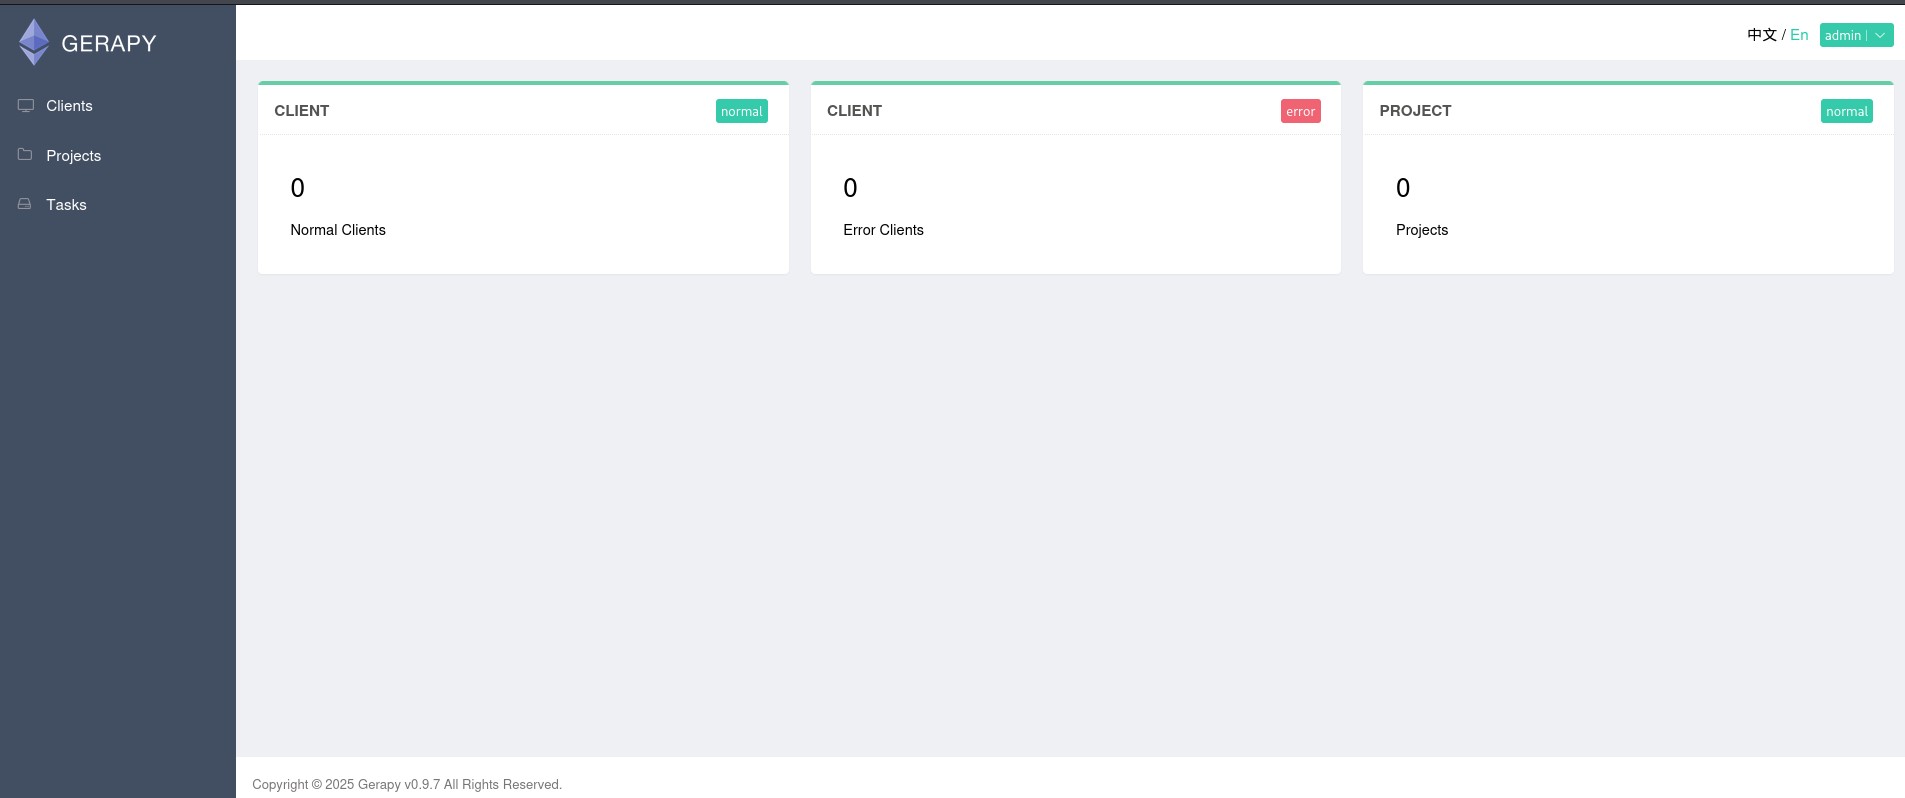 GERAPY
Clients
Projects
Tasks
中文 / En admin
CLIENT normal
0
Normal Clients
CLIENT error
0
Error Clients
PROJECT normal
0
Projects
Copyright © 2025 Gerapy v0.9.7 All Rights Reserved.